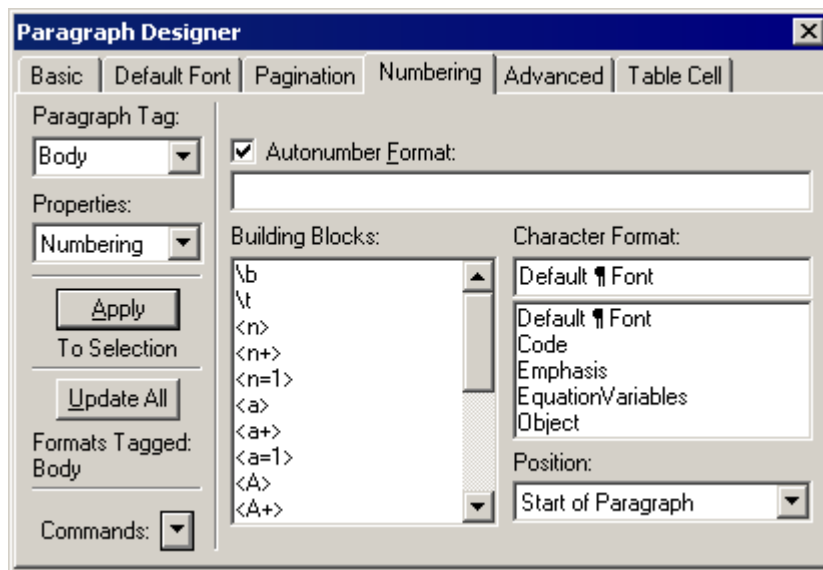 Paragraph Designer
Basic Default Font Pagination Numbering Advanced Table Cell
Paragraph Tag:
Body
Properties:
Numbering
Apply
To Selection
Update All
Formats Tagged:
Body
Commands:
Autonumber Format:
Building Blocks:
\b
\t
<n>
<n+>
<n=1>
<a>
<a+>
<a=1>
<A>
<A+>
Character Format:
Default ¶ Font
Default ¶ Font
Code
Emphasis
EquationVariables
Object
Position:
Start of Paragraph